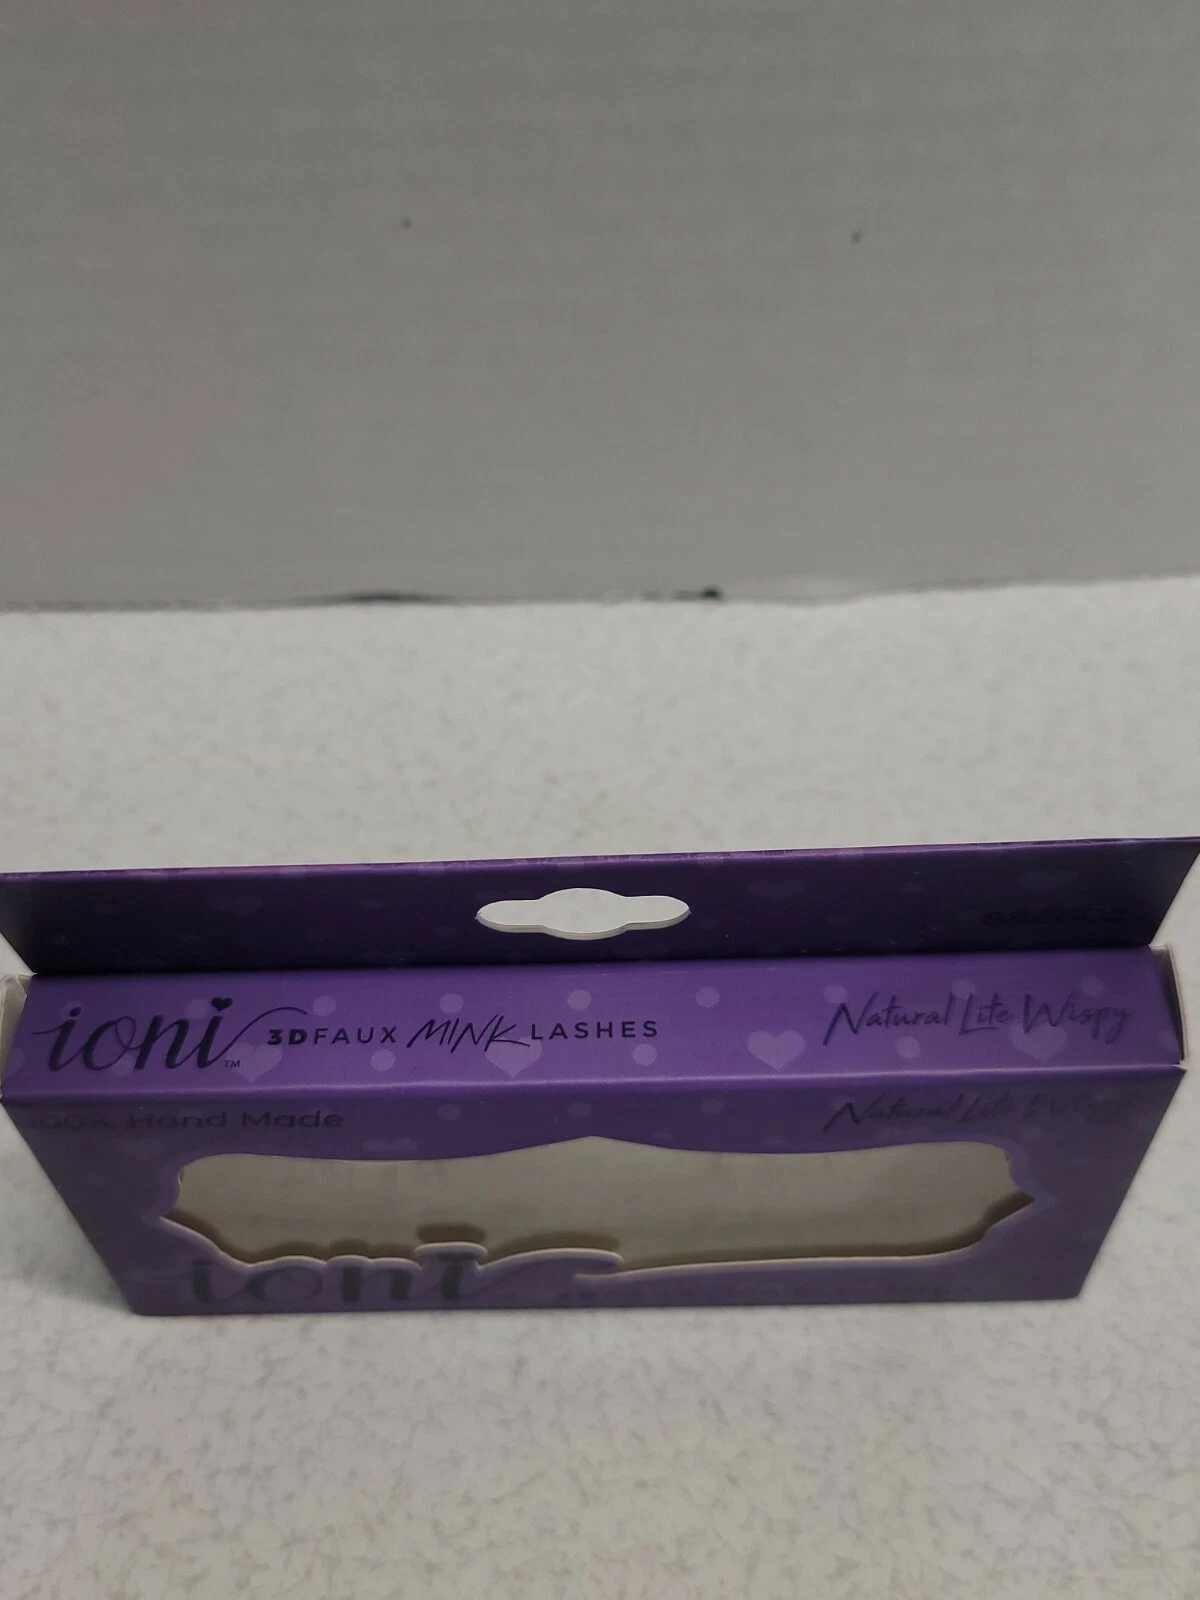 ioni™ 3D FAUX MINK LASHES Natural Lite Wispy
100% Hand Made Natural Lite Wispy
ioni